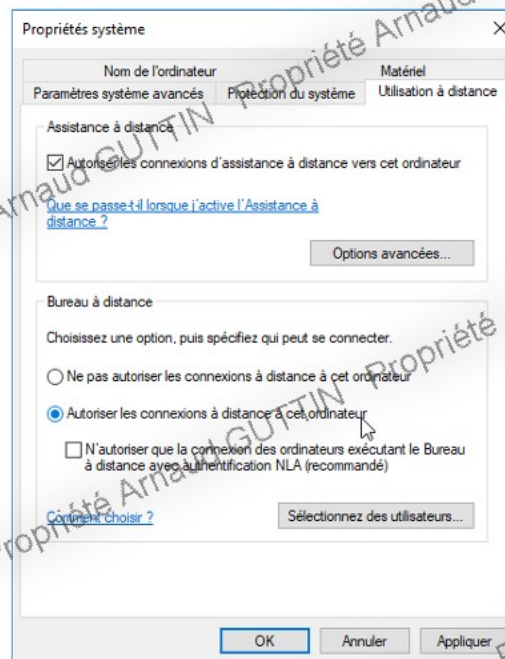 Propriétés système
Nom de l'ordinateur
Matériel
Paramètres système avancés
Protection du système
Utilisation à distance
Assistance à distance
Autoriser les connexions d'assistance à distance vers cet ordinateur
Que se passe-t-il lorsque j'active l'Assistance à
distance ?
Options avancées...
Bureau à distance
Choisissez une option, puis spécifiez qui peut se connecter.
Ne pas autoriser les connexions à distance à cet ordinateur
Autoriser les connexions à distance à cet ordinateur
N'autoriser que la connexion des ordinateurs exécutant le Bureau
à distance avec authentification NLA (recommandé)
Comment choisir ?
Sélectionnez des utilisateurs...
OK
Annuler
Appliquer
Arnaud GUTTIN Propriété Arnaud
Propriété Arnaud GUTTIN Propriété